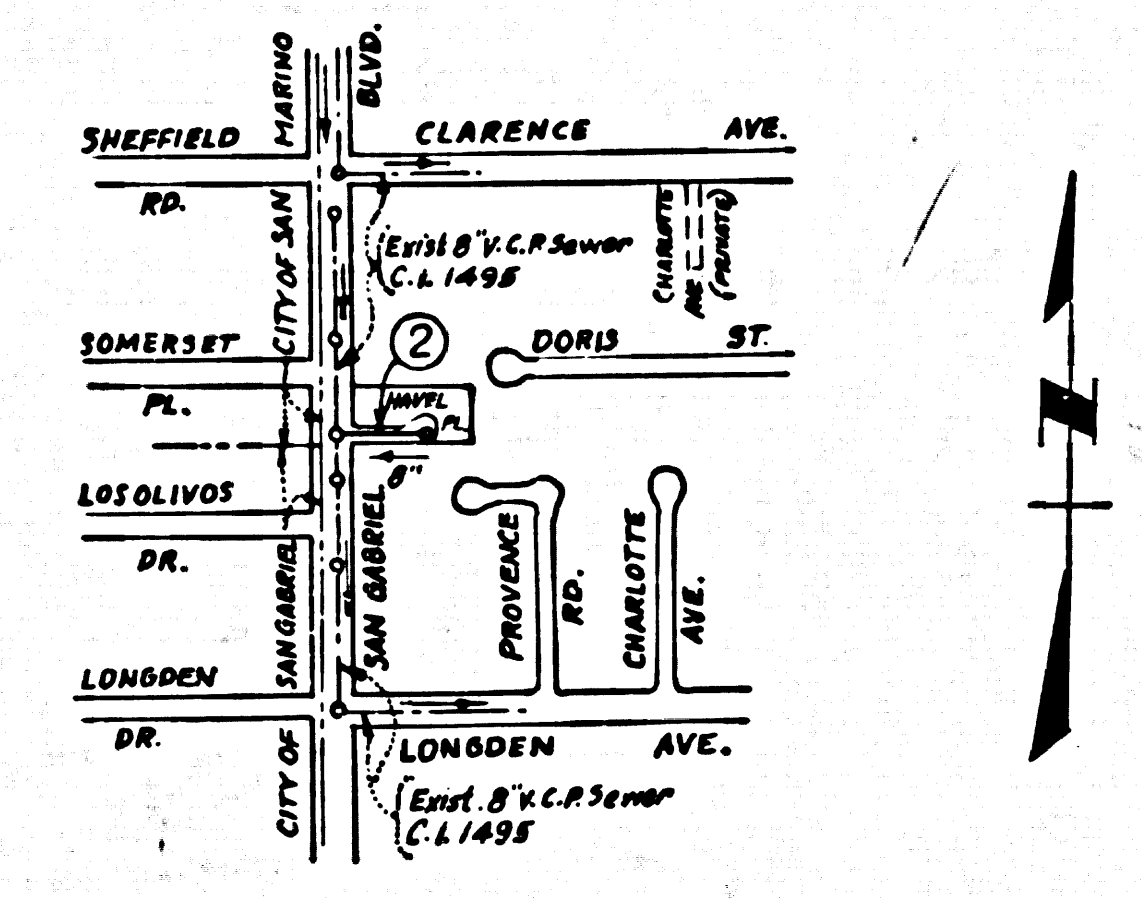 SHEFFIELD
RD.
CITY OF SAN MARINO
BLVD.
CLARENCE AVE.
CHARLOTTE
AVE.
(PRIVATE)
Exist 8" V.C.P. Sewer
C.I. 1495
SOMERSET
PL.
2
DORIS ST.
HAVEL
PL.
8"
N
LOS OLIVOS
DR.
CITY OF SAN GABRIEL
SAN GABRIEL
PROVENCE
RD.
CHARLOTTE
AVE.
LONGDEN
DR.
LONGDEN AVE.
Exist. 8" V.C.P. Sewer
C.I. 1495